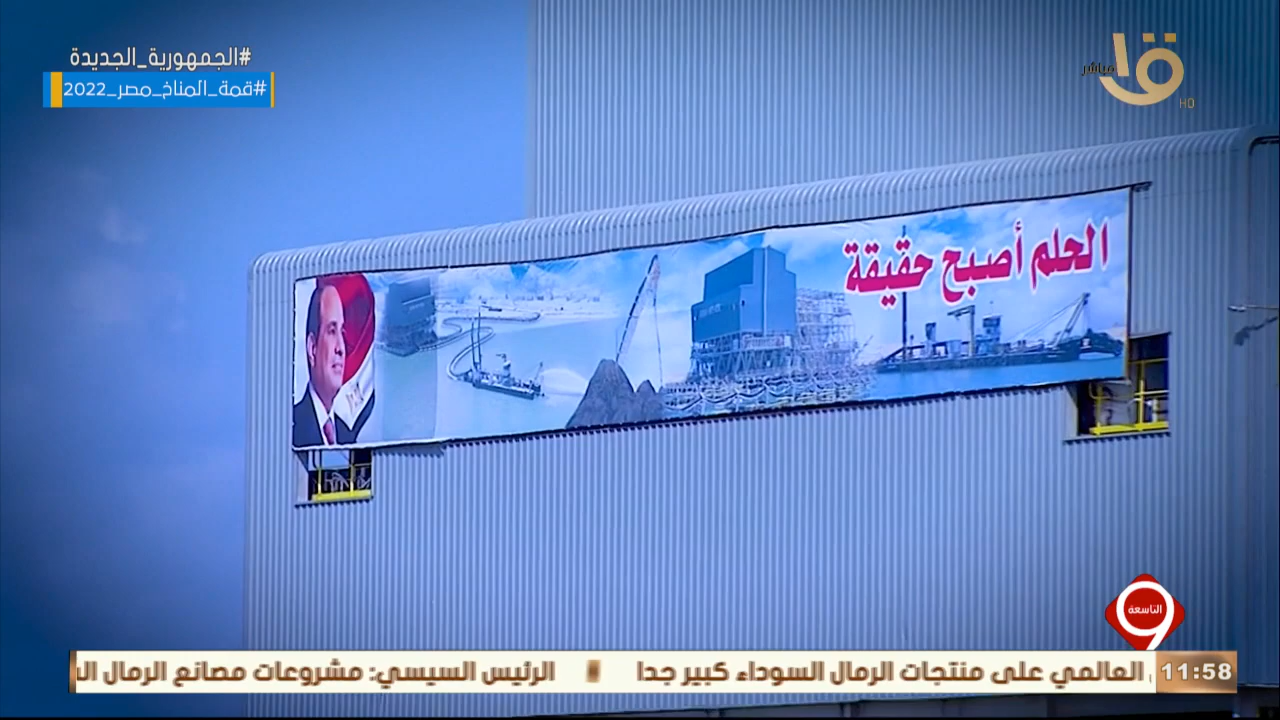 #الجمهورية_الجديدة
#قمة_المناخ_مصر_2022
مباشر
HD
الحلم أصبح حقيقة
9
التاسعة
العالمي على منتجات الرمال السوداء كبير جدا
الرئيس السيسي: مشروعات مصانع الرمال
11:58